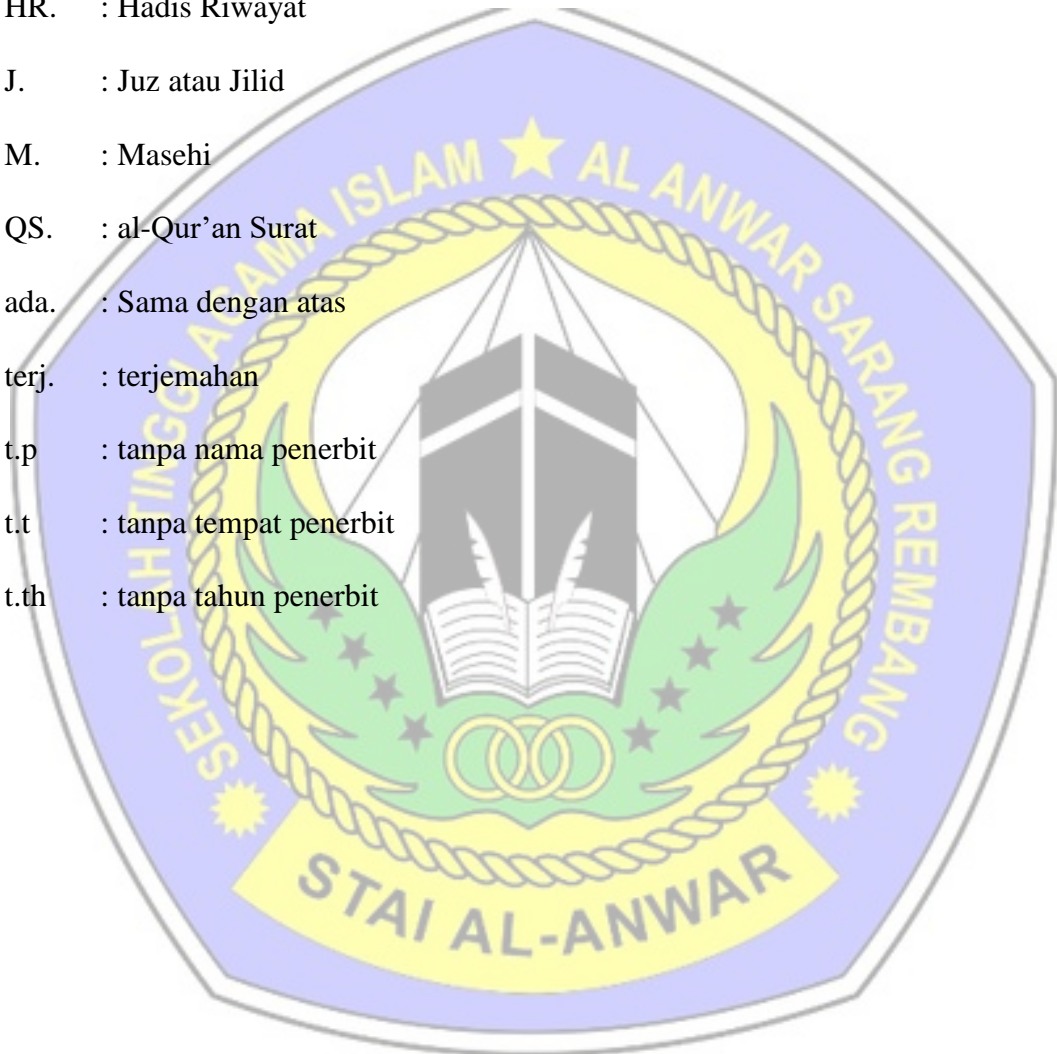 HR. : Hadis Riwayat
J. : Juz atau Jilid
M. : Masehi
QS. : al-Qur’an Surat
ada. : Sama dengan atas
terj. : terjemahan
t.p : tanpa nama penerbit
t.t : tanpa tempat penerbit
t.th : tanpa tahun penerbit
SEKOLAH TINGGI AGAMA ISLAM AL ANWAR SARANG REMBANG
STAI AL-ANWAR